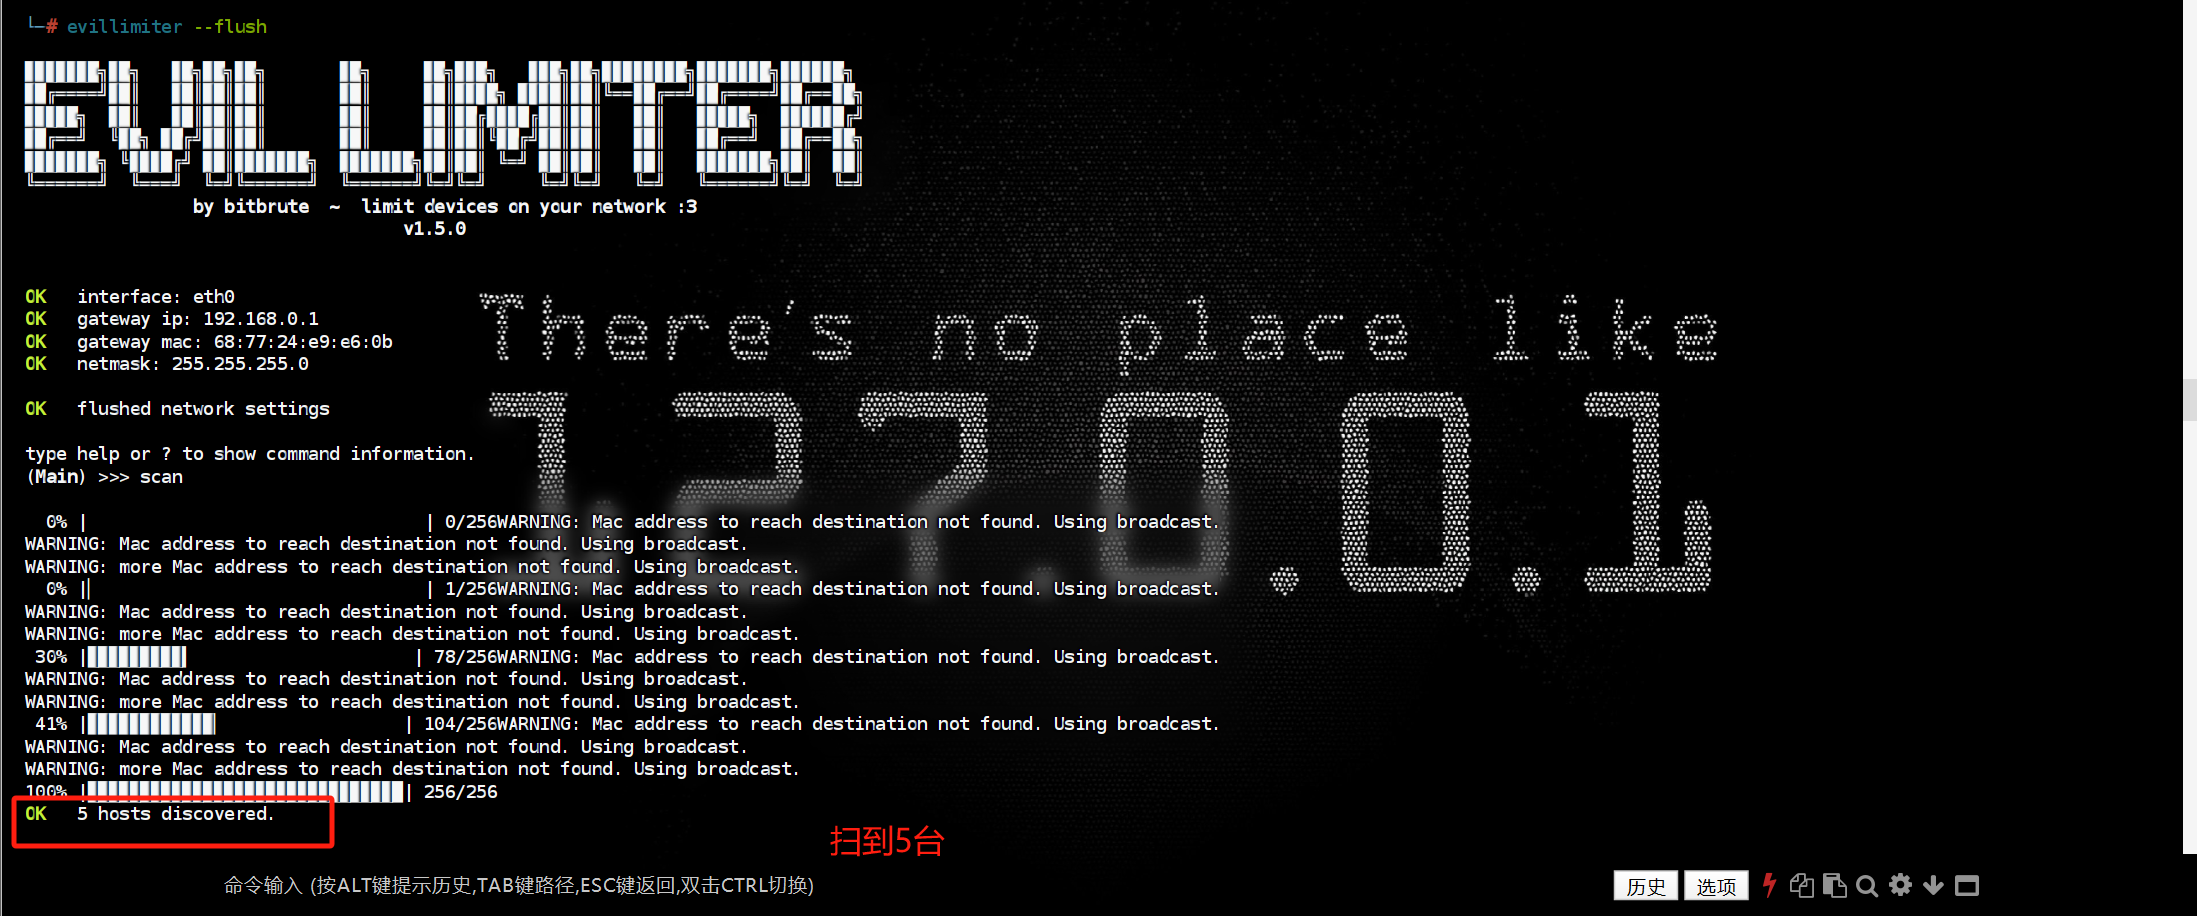 └─# evillimiter --flush
EVIL LIMITER
by bitbrute ~ limit devices on your network :3
v1.5.0
OK interface: eth0
OK gateway ip: 192.168.0.1
OK gateway mac: 68:77:24:e9:e6:0b
OK netmask: 255.255.255.0
OK flushed network settings
There's no place like
127.0.0.1
type help or ? to show command information.
(Main) >>> scan
0% | | 0/256WARNING: Mac address to reach destination not found. Using broadcast.
WARNING: Mac address to reach destination not found. Using broadcast.
WARNING: more Mac address to reach destination not found. Using broadcast.
0% | | 1/256WARNING: Mac address to reach destination not found. Using broadcast.
WARNING: Mac address to reach destination not found. Using broadcast.
WARNING: more Mac address to reach destination not found. Using broadcast.
30% |█████████ | 78/256WARNING: Mac address to reach destination not found. Using broadcast.
WARNING: Mac address to reach destination not found. Using broadcast.
WARNING: more Mac address to reach destination not found. Using broadcast.
41% |████████████ | 104/256WARNING: Mac address to reach destination not found. Using broadcast.
WARNING: Mac address to reach destination not found. Using broadcast.
WARNING: more Mac address to reach destination not found. Using broadcast.
100% |██████████████████████████████| 256/256
OK 5 hosts discovered.
扫到5台
命令输入 (按ALT键提示历史,TAB键路径,ESC键返回,双击CTRL切换)
历史 选项